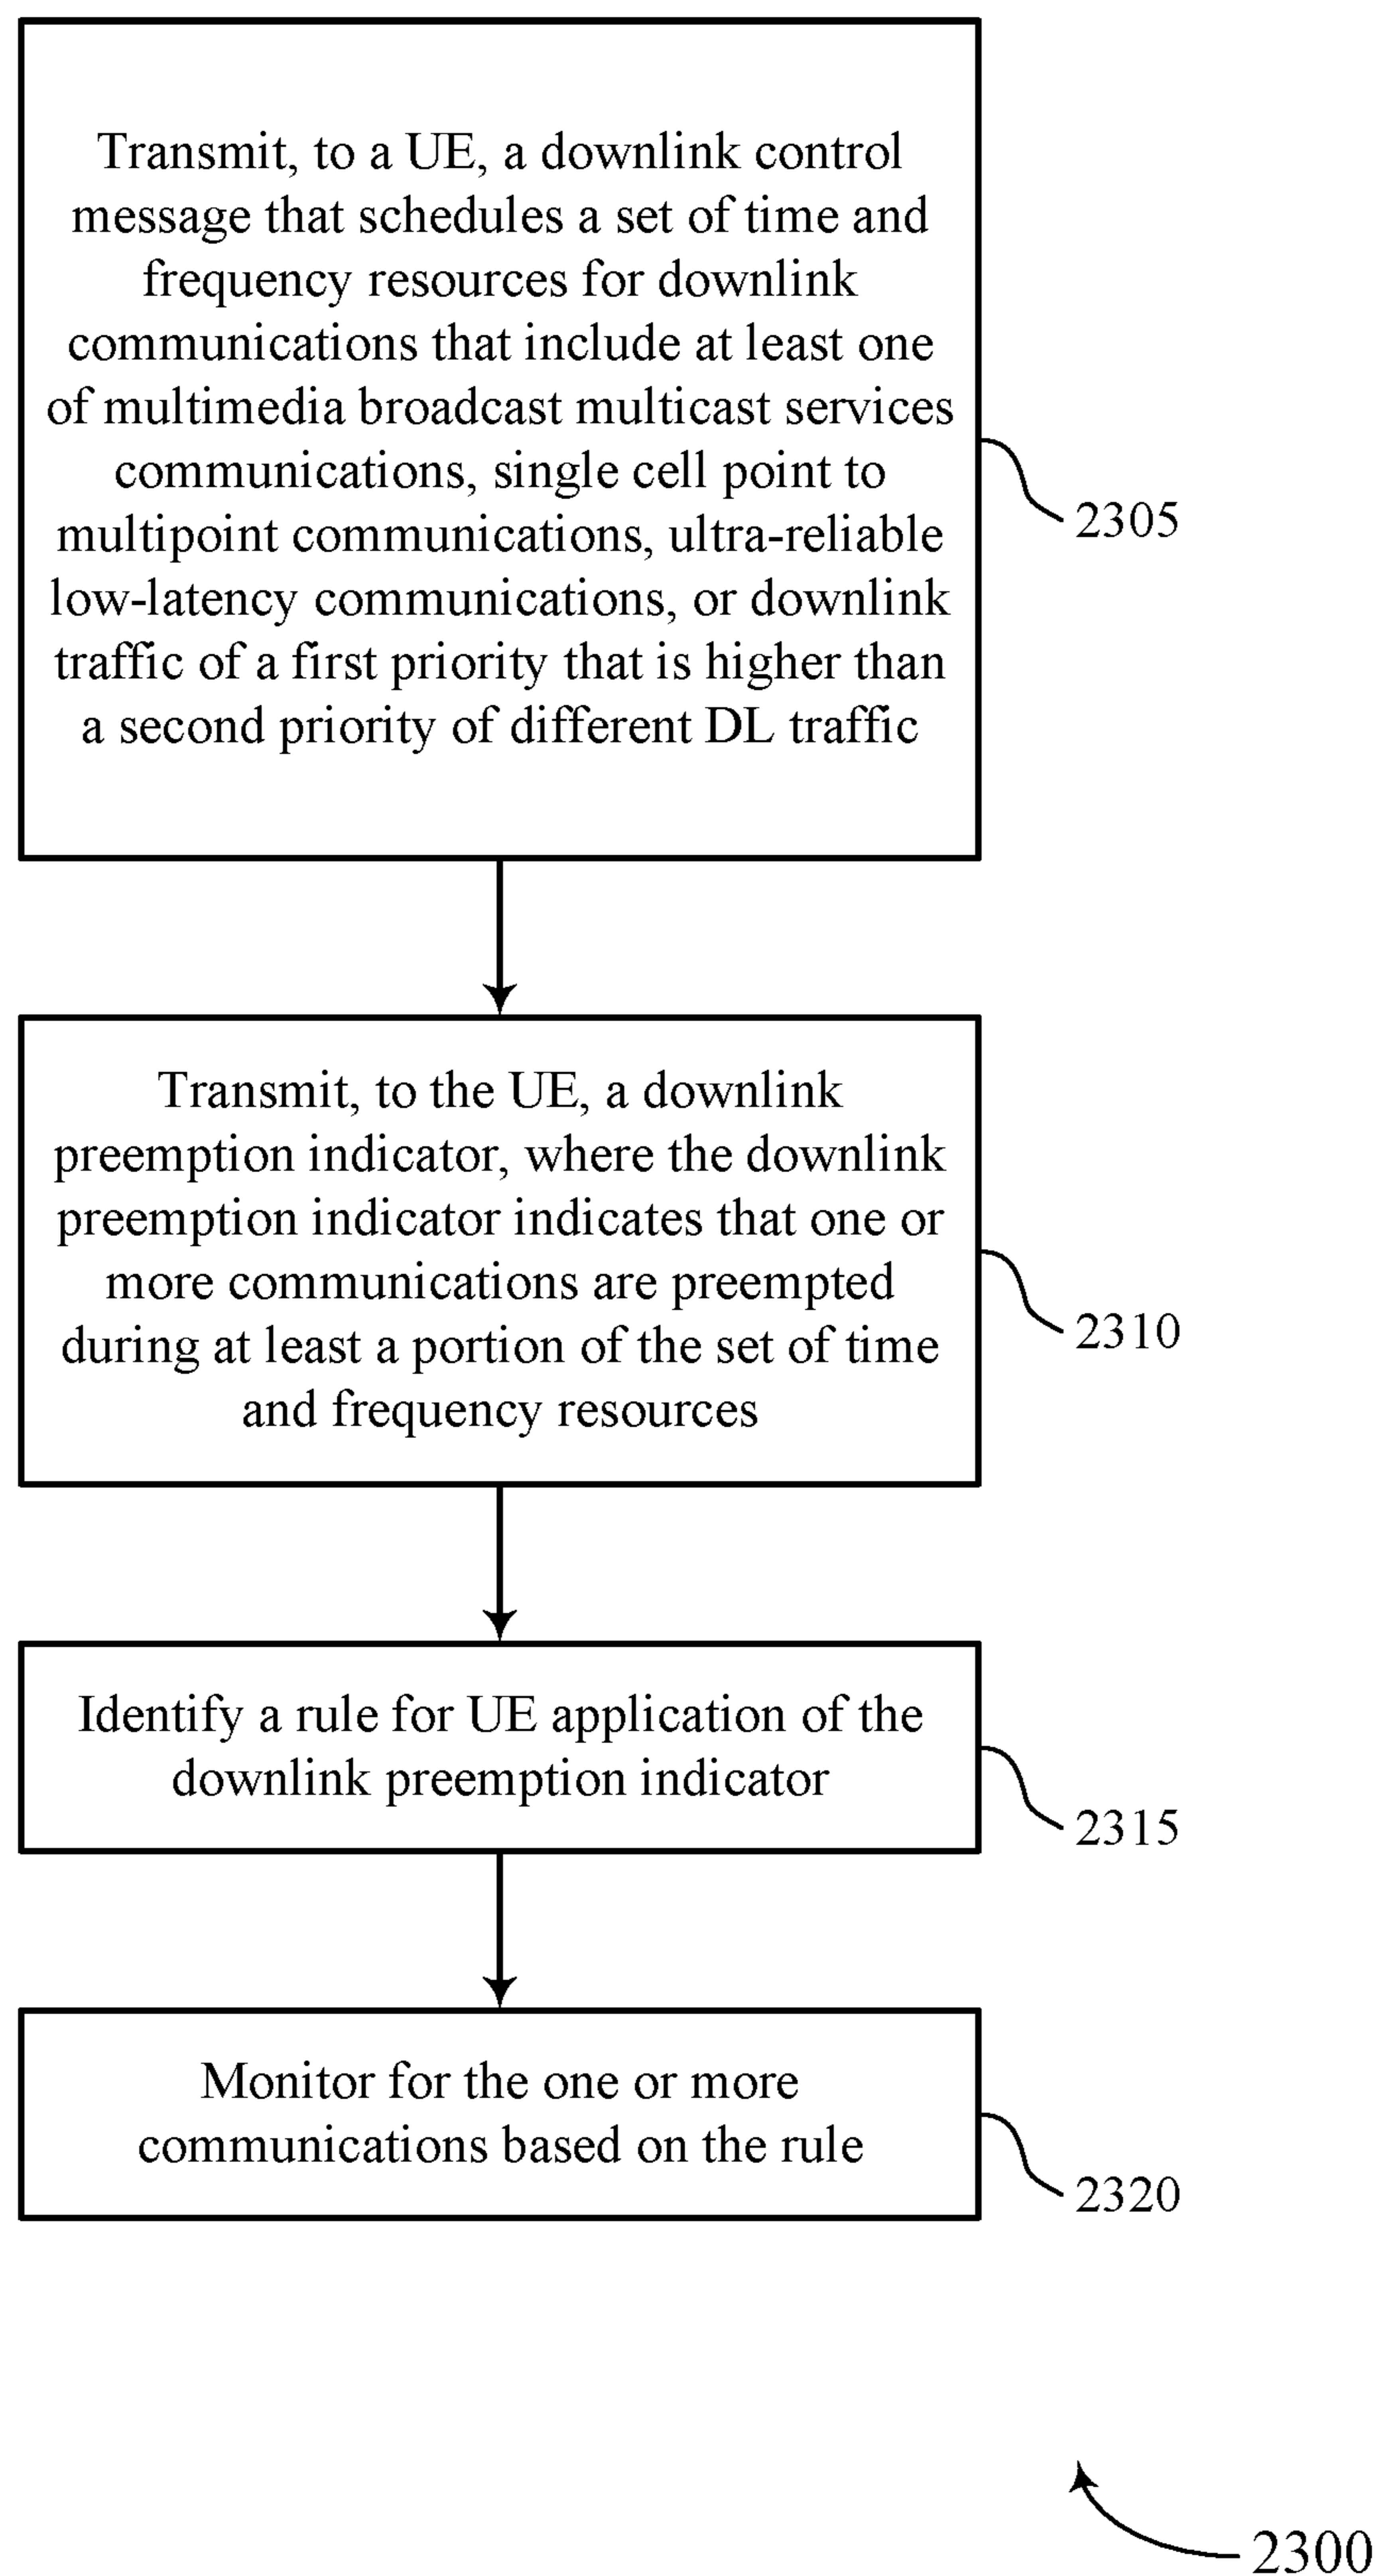 Transmit, to a UE, a downlink control
message that schedules a set of time and
frequency resources for downlink
communications that include at least one
of multimedia broadcast multicast services
communications, single cell point to
multipoint communications, ultra-reliable
low-latency communications, or downlink
traffic of a first priority that is higher than
a second priority of different DL traffic
2305
Transmit, to the UE, a downlink
preemption indicator, where the downlink
preemption indicator indicates that one or
more communications are preempted
during at least a portion of the set of time
and frequency resources
2310
Identify a rule for UE application of the
downlink preemption indicator
2315
Monitor for the one or more
communications based on the rule
2320
2300